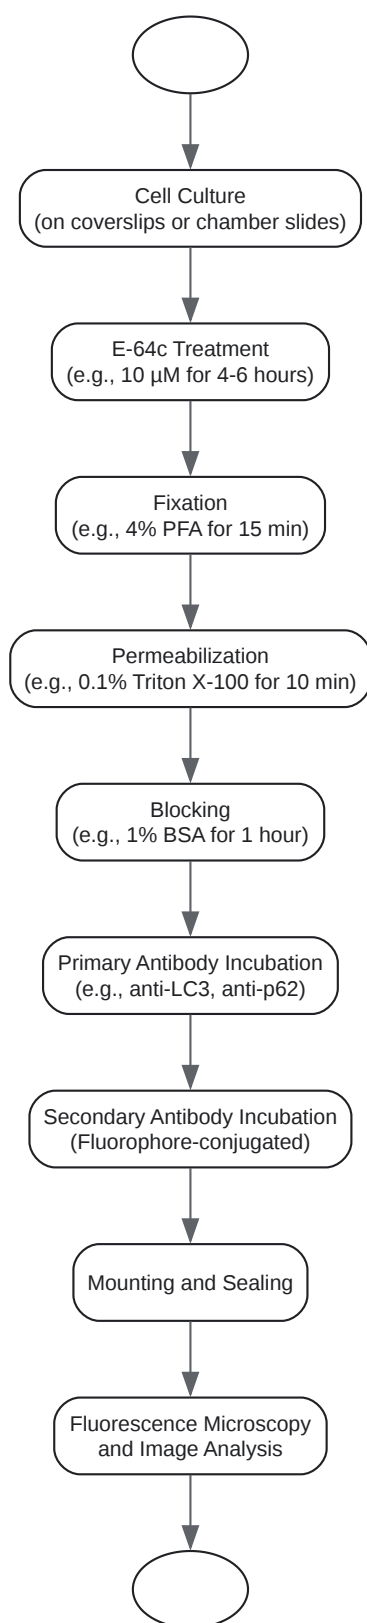 Cell Culture
(on coverslips or chamber slides)
E-64c Treatment
(e.g., 10 µM for 4-6 hours)
Fixation
(e.g., 4% PFA for 15 min)
Permeabilization
(e.g., 0.1% Triton X-100 for 10 min)
Blocking
(e.g., 1% BSA for 1 hour)
Primary Antibody Incubation
(e.g., anti-LC3, anti-p62)
Secondary Antibody Incubation
(Fluorophore-conjugated)
Mounting and Sealing
Fluorescence Microscopy
and Image Analysis